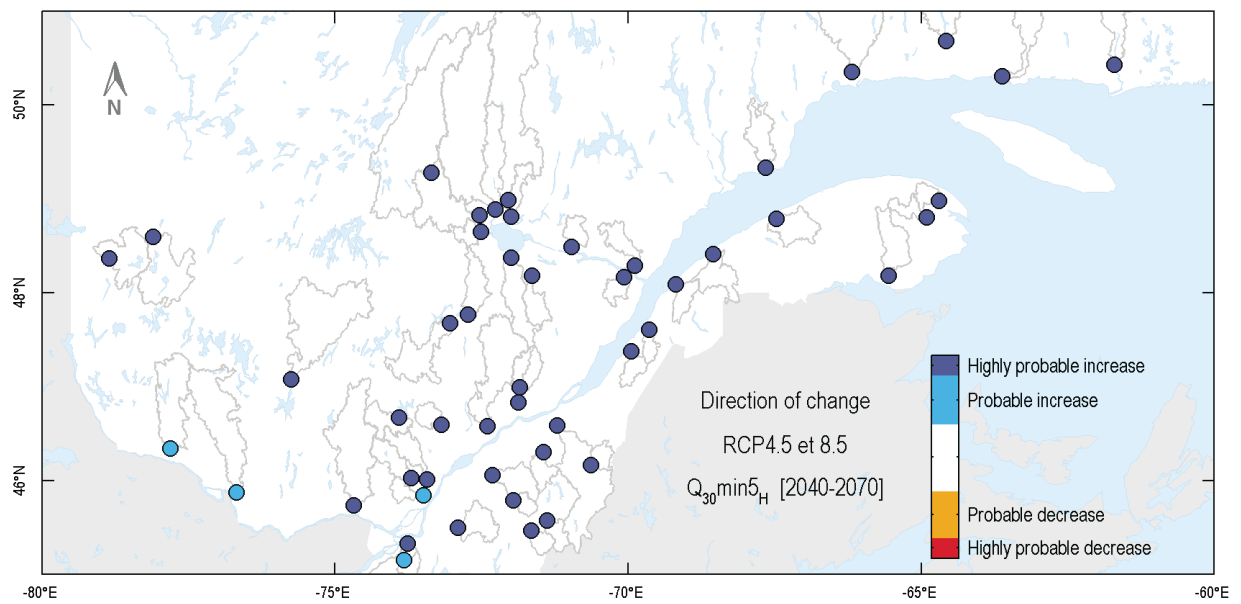 N
50°N
48°N
46°N
Highly probable increase
Probable increase
Direction of change
RCP4.5 et 8.5
Q30min5H [2040-2070]
Probable decrease
Highly probable decrease
-80°E -75°E -70°E -65°E -60°E